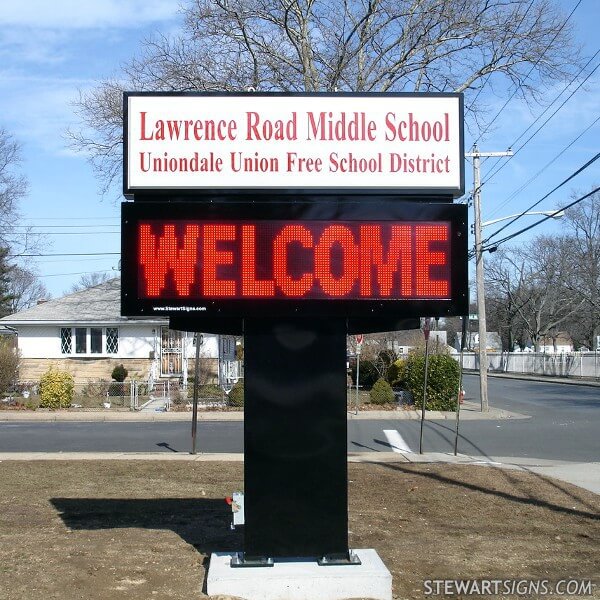 Lawrence Road Middle School
Uniondale Union Free School District
WELCOME
www.StewartSigns.com
STEWARTSIGNS.COM